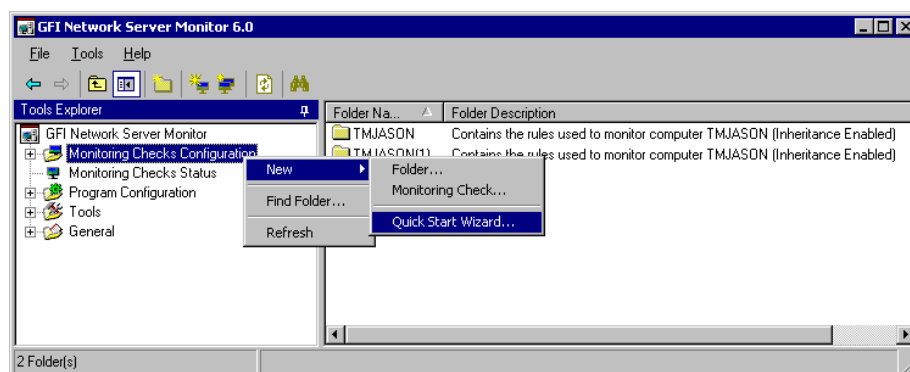 GFI Network Server Monitor 6.0
File Tools Help
Tools Explorer
GFI Network Server Monitor
Monitoring Checks Configuration
Monitoring Checks Status
Program Configuration
Tools
General
New
Find Folder...
Refresh
Folder...
Monitoring Check...
Quick Start Wizard...
Folder Na... Folder Description
TMJASON Contains the rules used to monitor computer TMJASON (Inheritance Enabled)
TMJASON(1) Contains the rules used to monitor computer TMJASON (Inheritance Enabled)
2 Folder(s)